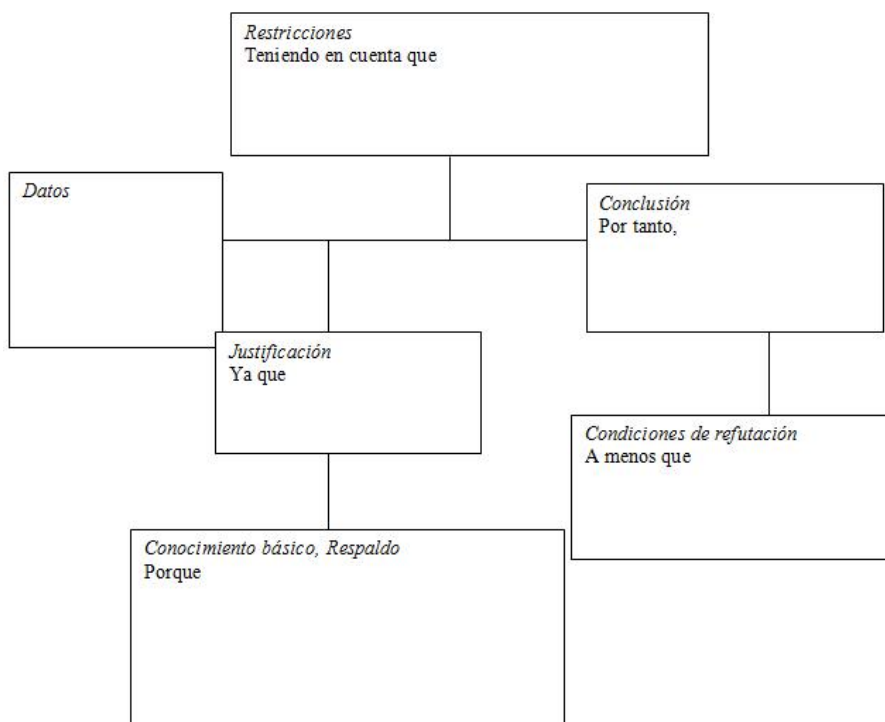 Restricciones
Teniendo en cuenta que
Datos
Conclusión
Por tanto,
Justificación
Ya que
Condiciones de refutación
A menos que
Conocimiento básico, Respaldo
Porque